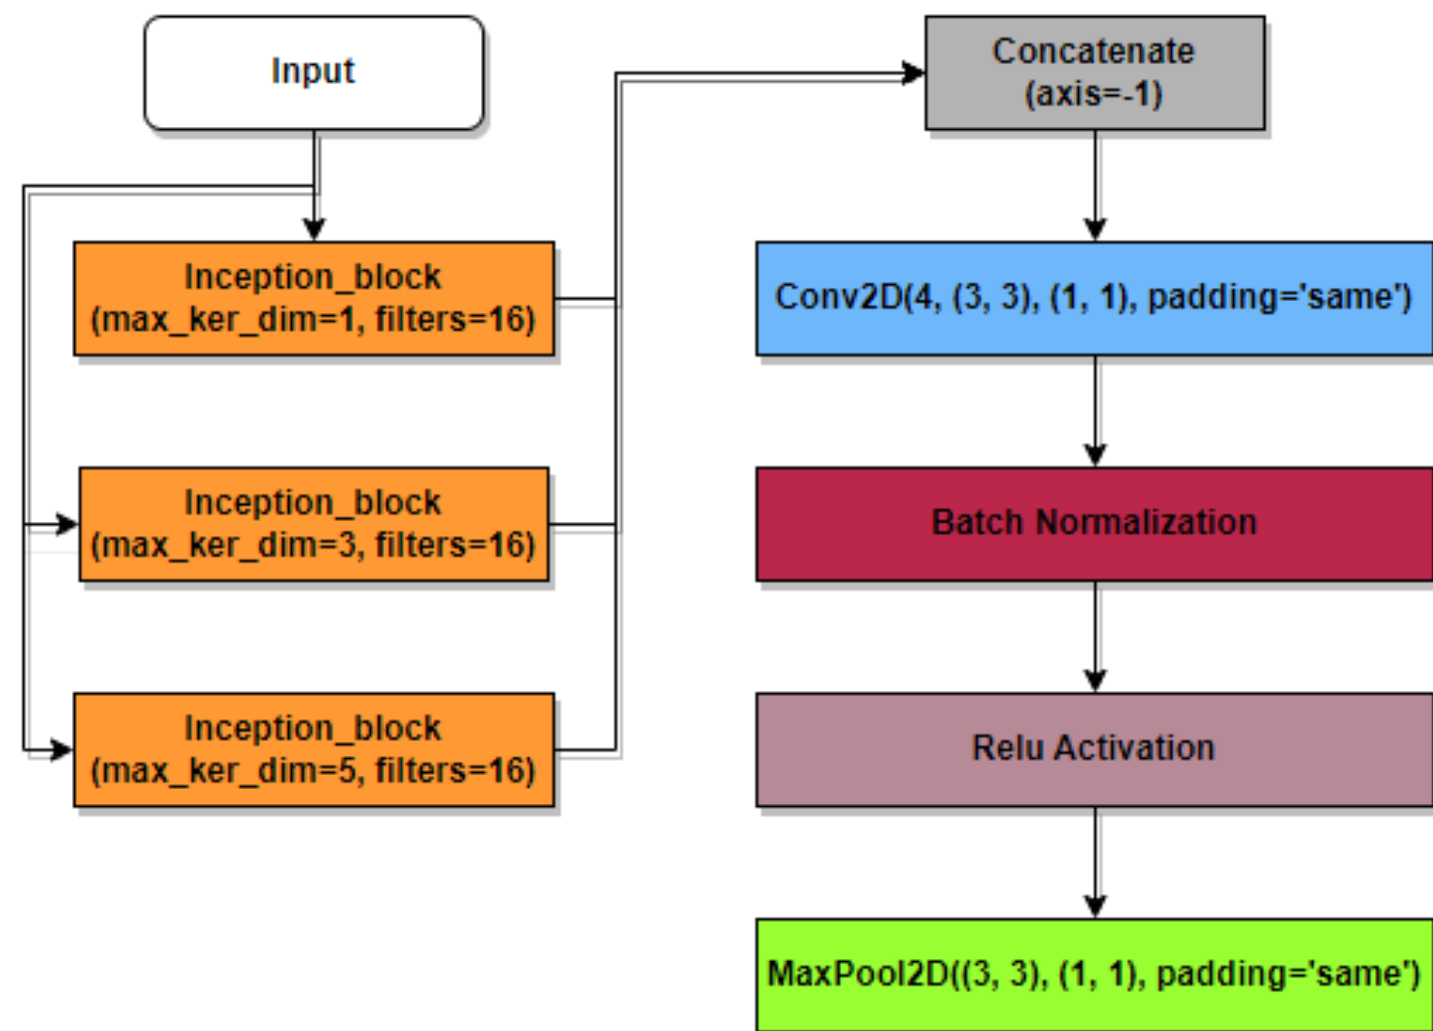 Input
Inception_block
(max_ker_dim=1, filters=16)
Inception_block
(max_ker_dim=3, filters=16)
Inception_block
(max_ker_dim=5, filters=16)
Concatenate
(axis=-1)
Conv2D(4, (3, 3), (1, 1), padding='same')
Batch Normalization
Relu Activation
MaxPool2D((3, 3), (1, 1), padding='same')